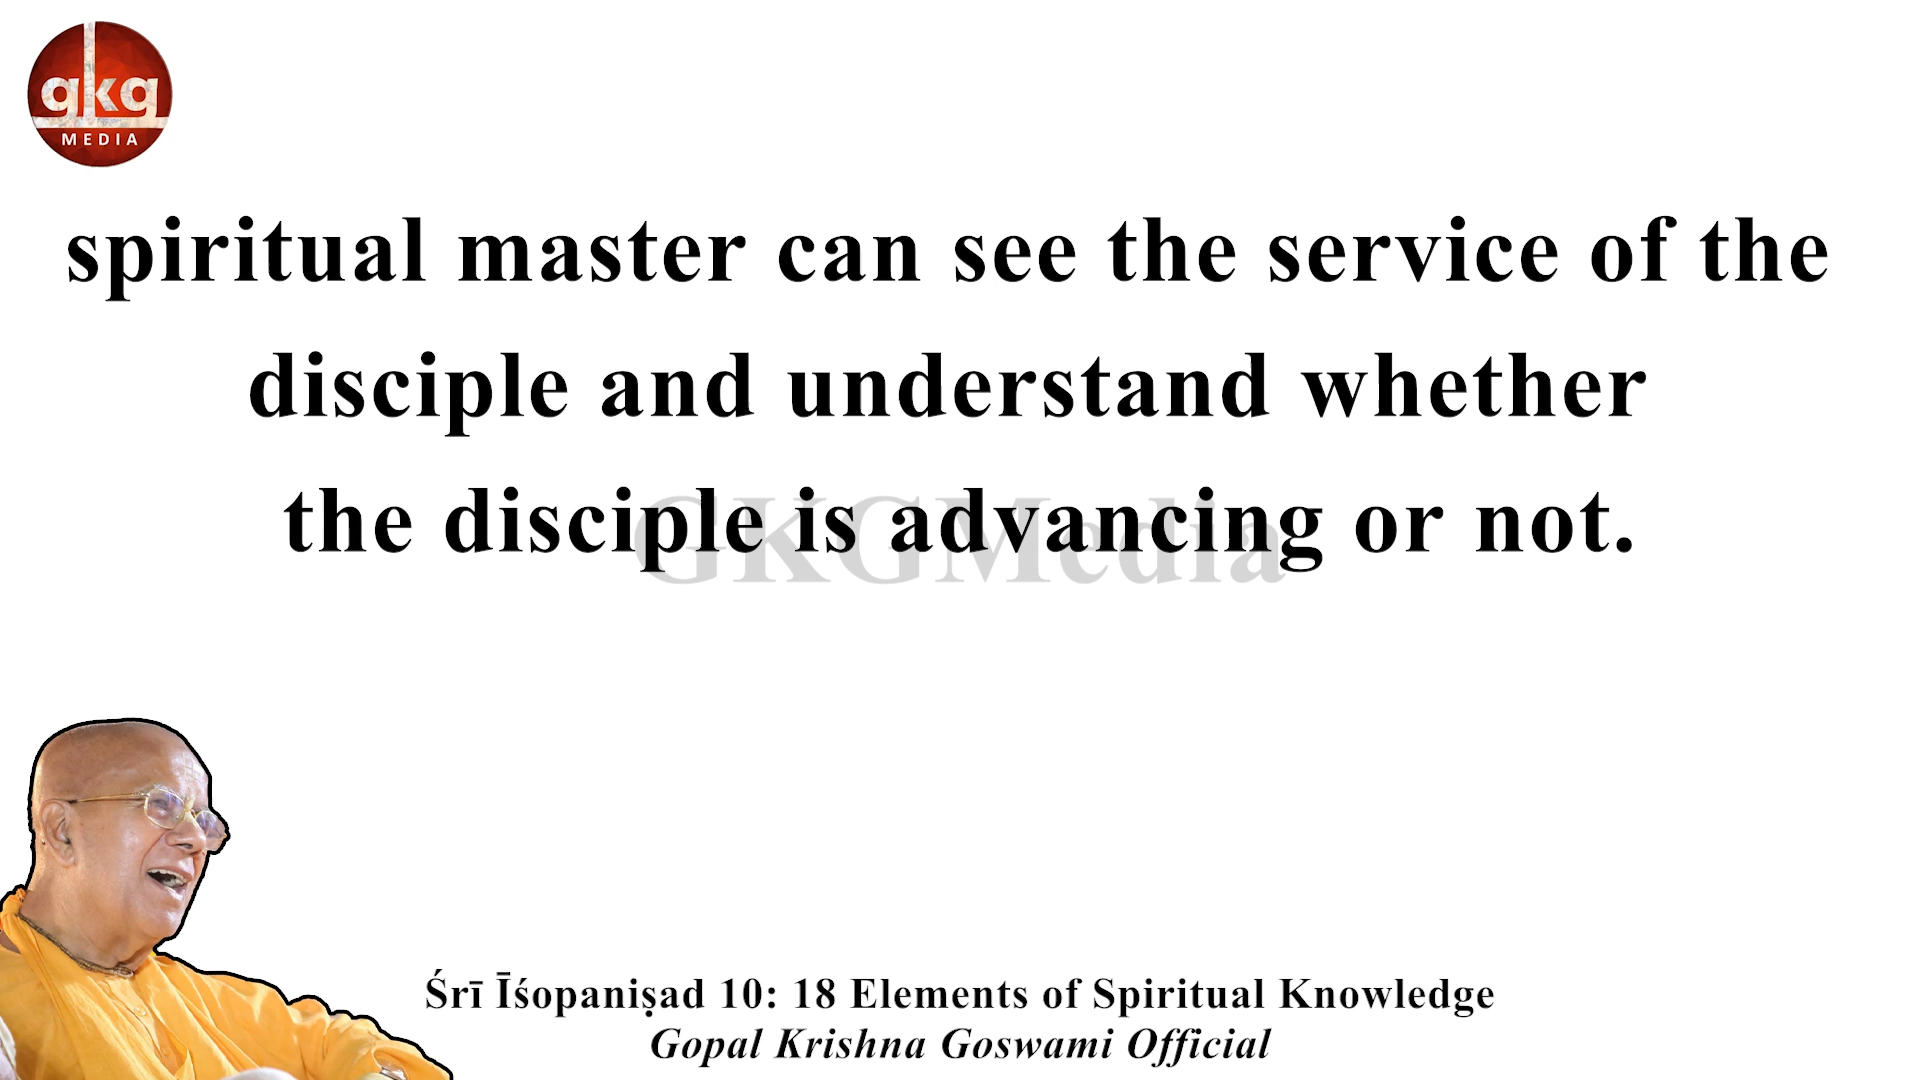 gkg
MEDIA
spiritual master can see the service of the
disciple and understand whether
the disciple is advancing or not.
GKGMedia
Śrī Īśopaniṣad 10: 18 Elements of Spiritual Knowledge
Gopal Krishna Goswami Official